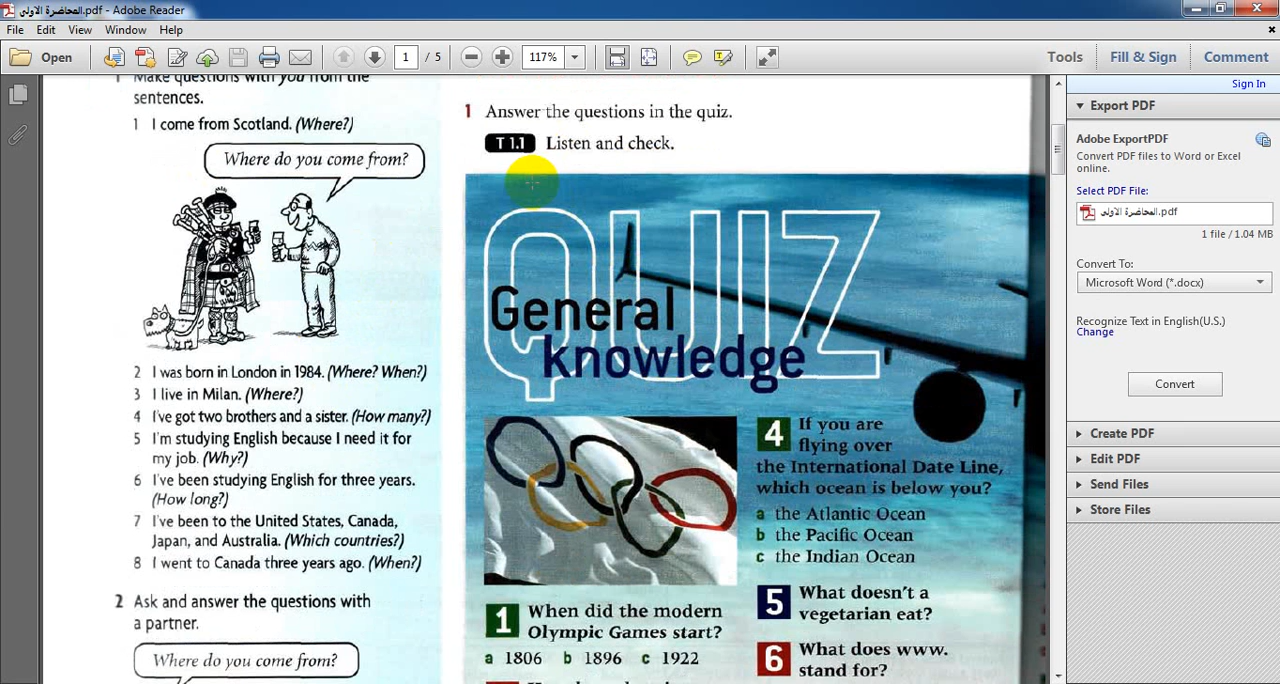 المحاضرة الاولى.pdf - Adobe Reader
File Edit View Window Help
Open 1 / 5 117% Tools Fill & Sign Comment
Sign In
1 Make questions with you from the
sentences.
1 I come from Scotland. (Where?)
Where do you come from?
2 I was born in London in 1984. (Where? When?)
3 I live in Milan. (Where?)
4 I've got two brothers and a sister. (How many?)
5 I'm studying English because I need it for
my job. (Why?)
6 I've been studying English for three years.
(How long?)
7 I've been to the United States, Canada,
Japan, and Australia. (Which countries?)
8 I went to Canada three years ago. (When?)
2 Ask and answer the questions with
a partner.
Where do you come from?
1 Answer the questions in the quiz.
T 1.1 Listen and check.
QUIZ
General
knowledge
1 When did the modern
Olympic Games start?
a 1806 b 1896 c 1922
4 If you are
flying over
the International Date Line,
which ocean is below you?
a the Atlantic Ocean
b the Pacific Ocean
c the Indian Ocean
5 What doesn't a
vegetarian eat?
6 What does www.
stand for?
Export PDF
Adobe ExportPDF
Convert PDF files to Word or Excel
online.
Select PDF File:
المحاضرة الاولى.pdf
1 file / 1.04 MB
Convert To:
Microsoft Word (*.docx)
Recognize Text in English(U.S.)
Change
Convert
Create PDF
Edit PDF
Send Files
Store Files